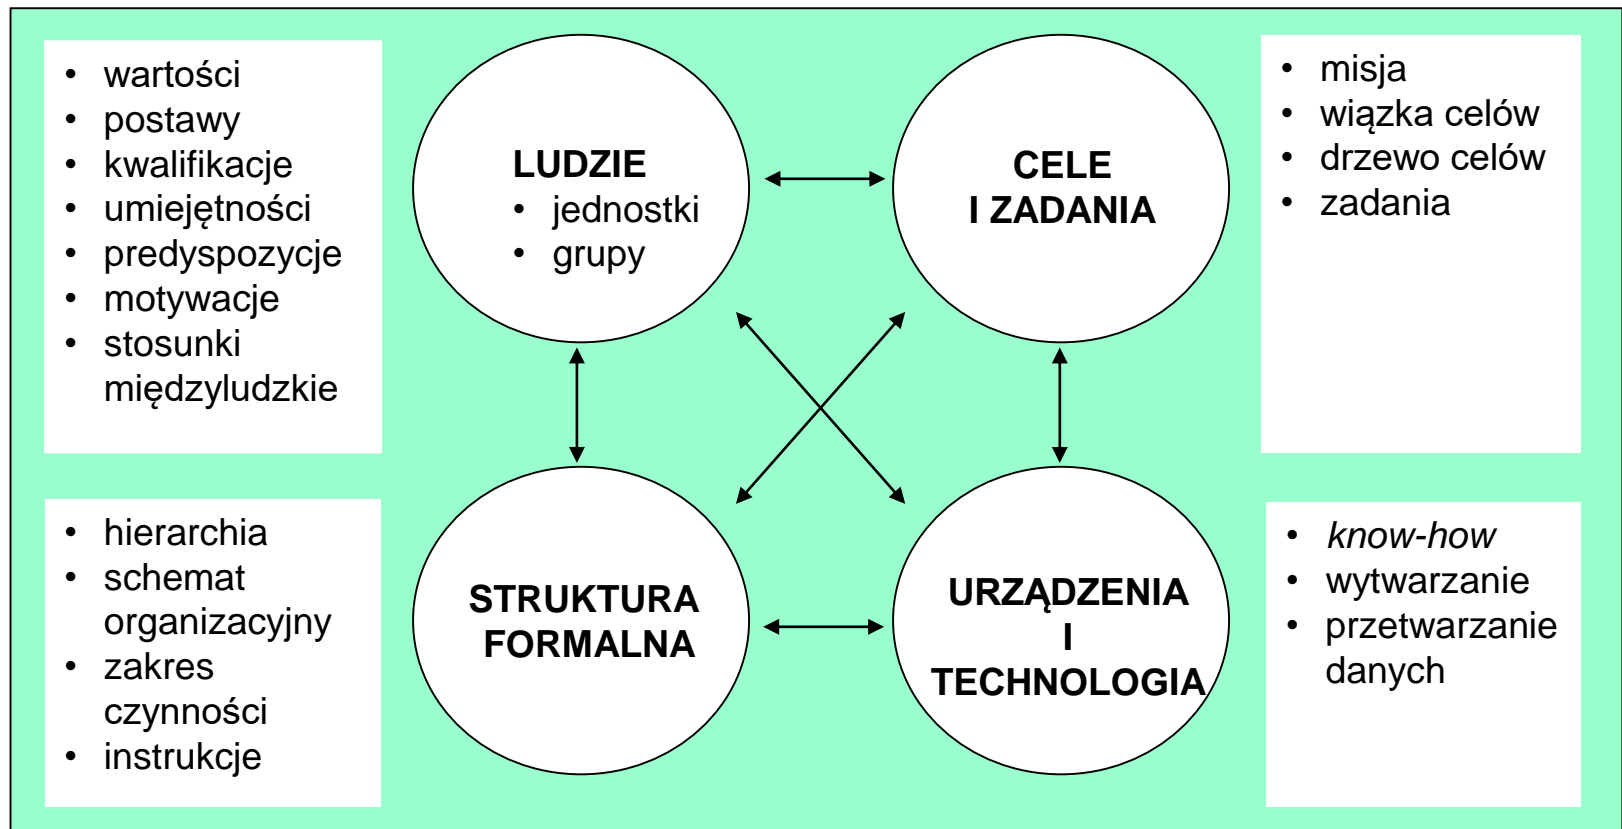 • wartości
• postawy
• kwalifikacje
• umiejętności
• predyspozycje
• motywacje
• stosunki
międzyludzkie
LUDZIE
• jednostki
• grupy
CELE
I ZADANIA
• misja
• wiązka celów
• drzewo celów
• zadania
• hierarchia
• schemat
organizacyjny
• zakres
czynności
• instrukcje
STRUKTURA
FORMALNA
URZĄDZENIA
I
TECHNOLOGIA
• know-how
• wytwarzanie
• przetwarzanie
danych